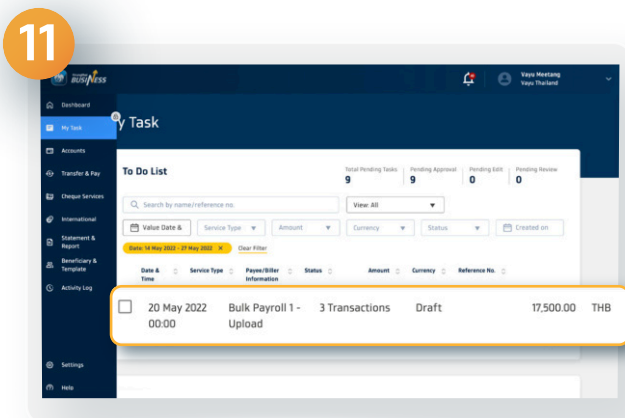 11
BUSINESS
Vayu Meetang
Vayu Thailand
Dashboard
My Task
Accounts
Transfer & Pay
Cheque Services
International
Statement &
Report
Beneficiary &
Template
Activity Log
Settings
Help
y Task
To Do List
Total Pending Tasks
9
Pending Approval
9
Pending Edit
0
Pending Review
0
Search by name/reference no.
View: All
Value Date &
Service Type
Amount
Currency
Status
Created on
Date: 14 May 2022 - 27 May 2022 ×
Clear Filter
Date &
Time
Service Type
Payee/Biller
Information
Status
Amount
Currency
Reference No.
20 May 2022
00:00
Bulk Payroll 1 -
Upload
3 Transactions
Draft
17,500.00
THB